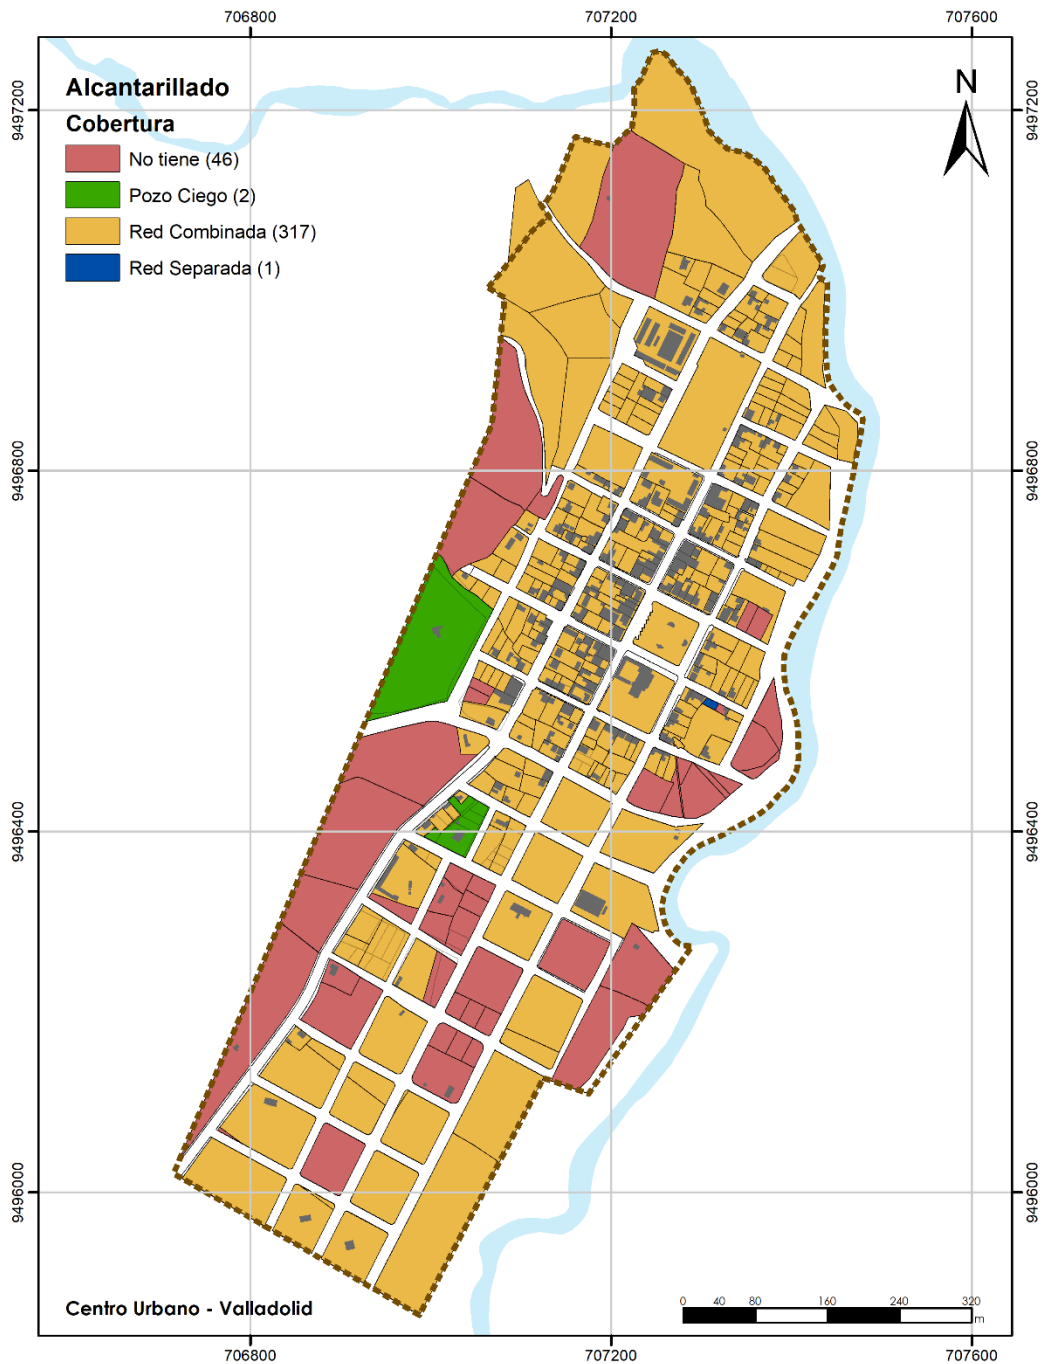 706800 707200 707600
Alcantarillado
Cobertura
No tiene (46)
Pozo Ciego (2)
Red Combinada (317)
Red Separada (1)
N
9497200 9497200
9496800 9496800
9496400 9496400
9496000 9496000
Centro Urbano - Valladolid
0 40 80 160 240 320
m
706800 707200 707600